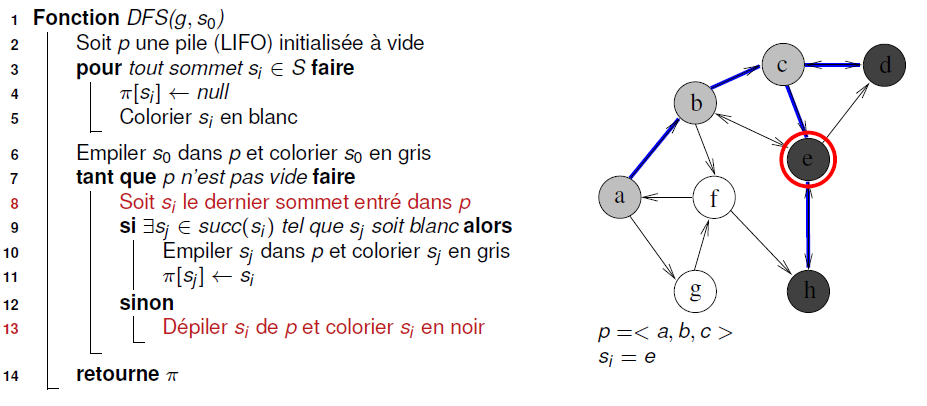 1 Fonction DFS(g, s₀)
2 Soit p une pile (LIFO) initialisée à vide
3 pour tout sommet sᵢ ∈ S faire
4 π[sᵢ] ← null
5 Colorier sᵢ en blanc
6 Empiler s₀ dans p et colorier s₀ en gris
7 tant que p n'est pas vide faire
8 Soit sᵢ le dernier sommet entré dans p
9 si ∃sⱼ ∈ succ(sᵢ) tel que sⱼ soit blanc alors
10 Empiler sⱼ dans p et colorier sⱼ en gris
11 π[sⱼ] ← sᵢ
12 sinon
13 Dépiler sᵢ de p et colorier sᵢ en noir
14 retourne π
c
d
b
e
a
f
g
h
p =< a, b, c >
sᵢ = e